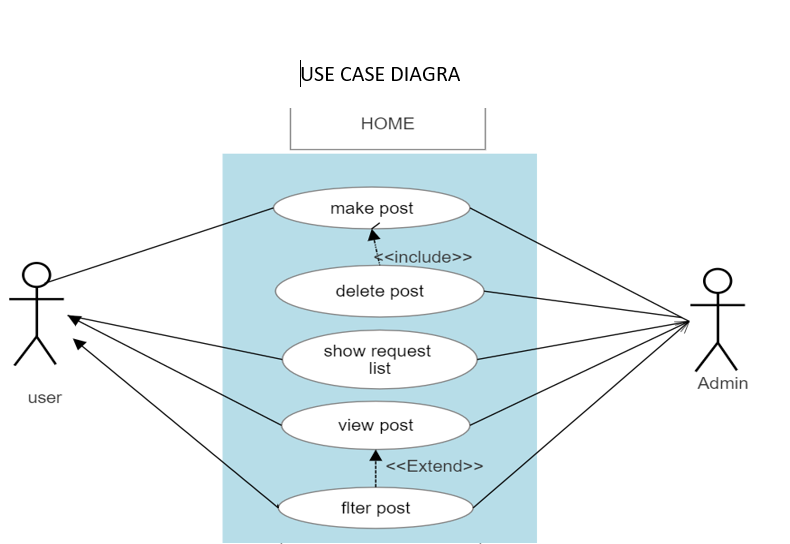 USE CASE DIAGRA
HOME
make post
<<include>>
delete post
show request
list
view post
<<Extend>>
flter post
user
Admin